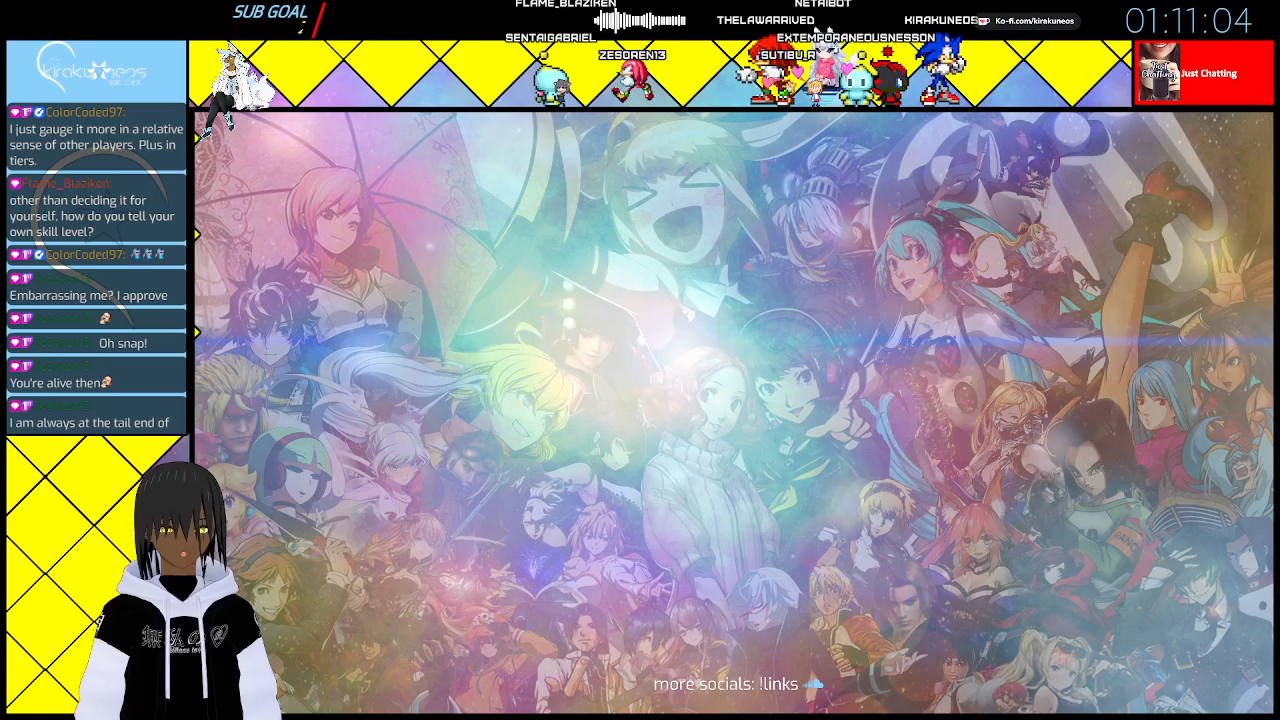 SUB GOAL
FLAME_BLAZIKEN
NETAIBOT
THELAWARRIVED
KIRAKUNEOS
Ko-fi.com/kirakuneos
01:11:04
SENTAIGABRIEL
EXTEMPORANEOUSNESSON
ZESOREN13
SUTIBU_R
Just Chatting
kirakuneos
ColorCoded97:
I just gauge it more in a relative
sense of other players. Plus in
tiers.
Flame_Blaziken:
other than deciding it for
yourself, how do you tell your
own skill level?
ColorCoded97:
Embarrassing me? I approve
Oh snap!
You're alive then
I am always at the tail end of
more socials: !links